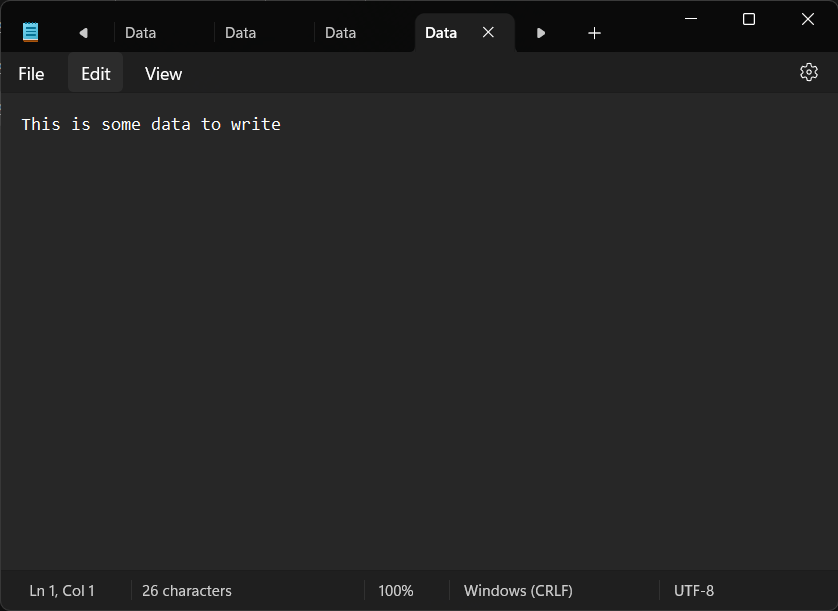 Data Data Data Data
File Edit View
This is some data to write
Ln 1, Col 1 26 characters 100% Windows (CRLF) UTF-8